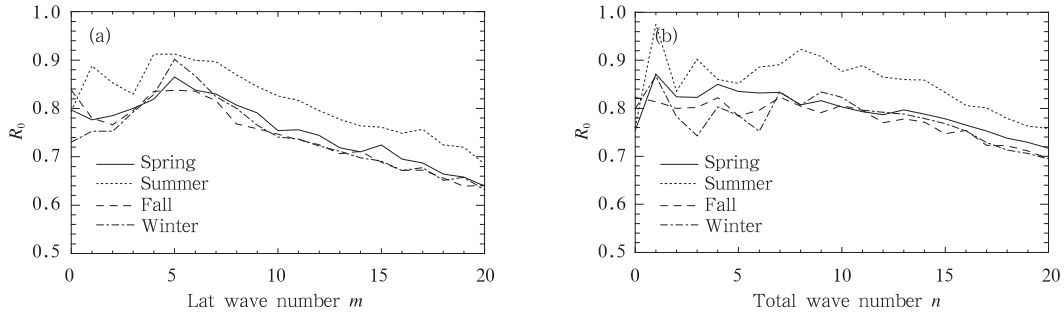 (a)
1.0
0.9
0.8
0.7
0.6
0.5
R0
Spring
Summer
Fall
Winter
0 5 10 15 20
Lat wave number m
(b)
1.0
0.9
0.8
0.7
0.6
0.5
R0
Spring
Summer
Fall
Winter
0 5 10 15 20
Total wave number n